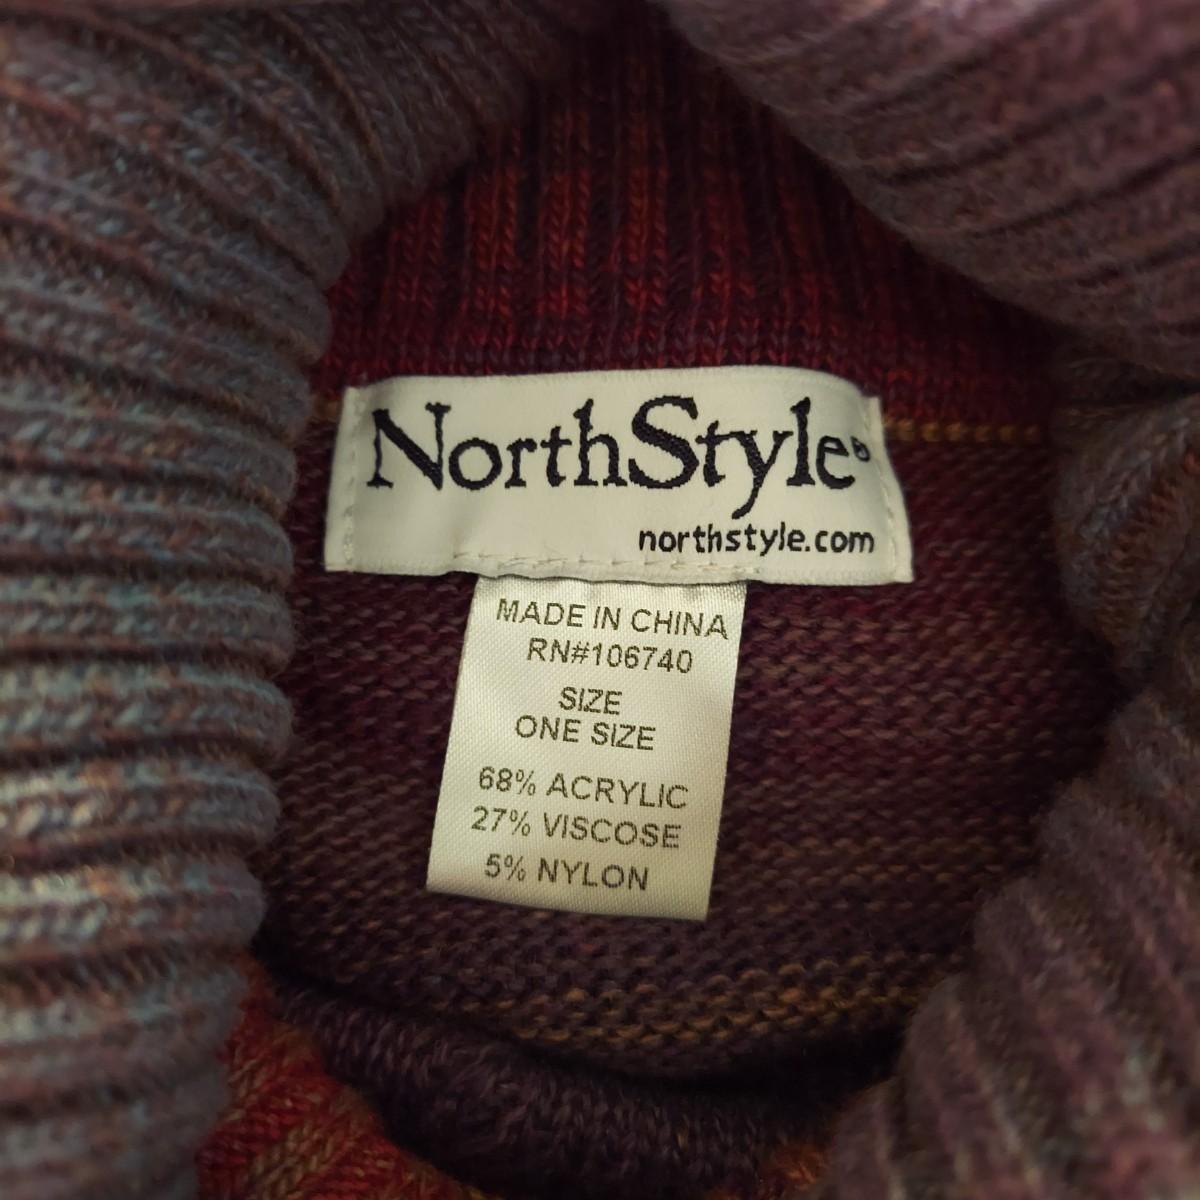 NorthStyle®
northstyle.com
MADE IN CHINA
RN#106740
SIZE
ONE SIZE
68% ACRYLIC
27% VISCOSE
5% NYLON